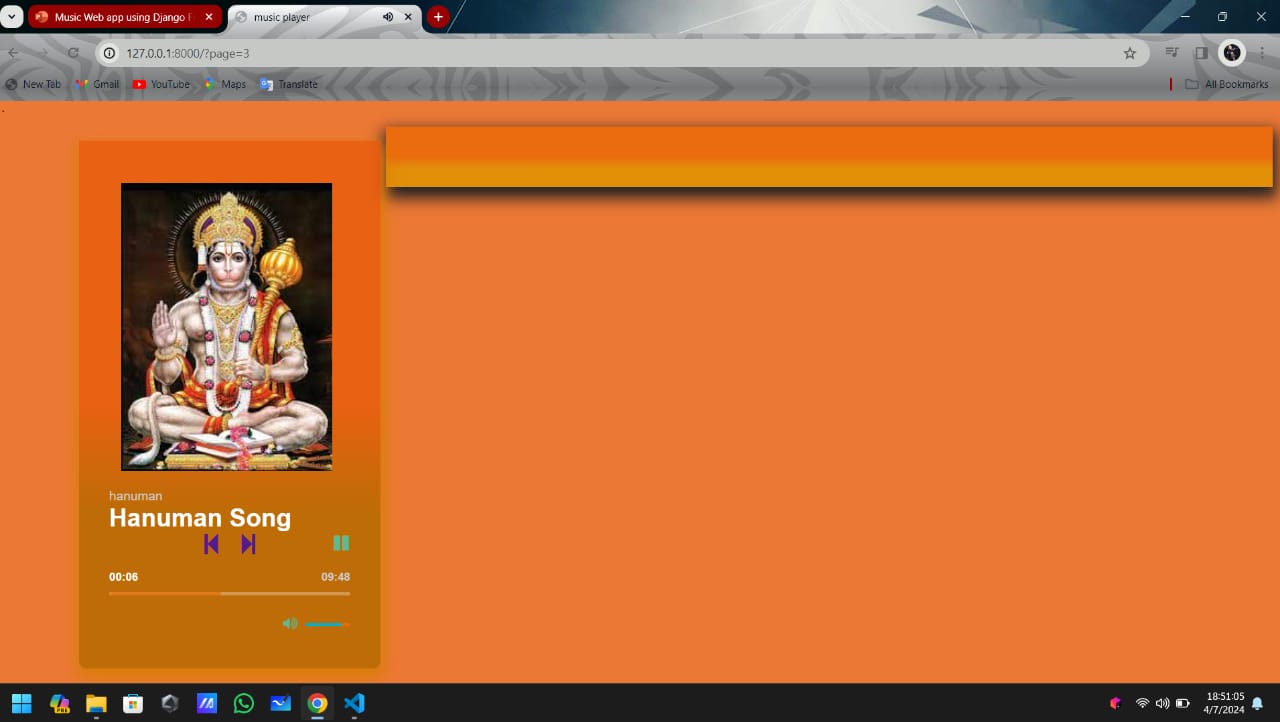 Music Web app using Django F
music player
127.0.0.1:8000/?page=3
New Tab
Gmail
YouTube
Maps
Translate
All Bookmarks
.
hanuman
Hanuman Song
00:06
09:48
18:51:05
4/7/2024